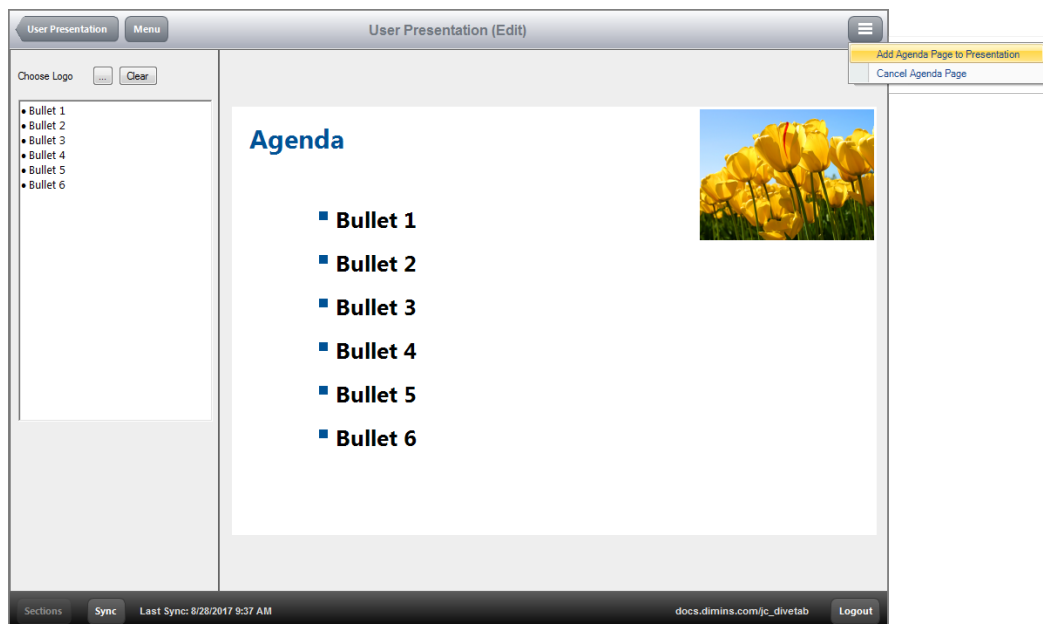 User Presentation Menu User Presentation (Edit)
Add Agenda Page to Presentation
Cancel Agenda Page
Choose Logo ... Clear
• Bullet 1
• Bullet 2
• Bullet 3
• Bullet 4
• Bullet 5
• Bullet 6
Agenda
Bullet 1
Bullet 2
Bullet 3
Bullet 4
Bullet 5
Bullet 6
Sections Sync Last Sync: 8/28/2017 9:37 AM docs.dimins.com/jc_divetab Logout